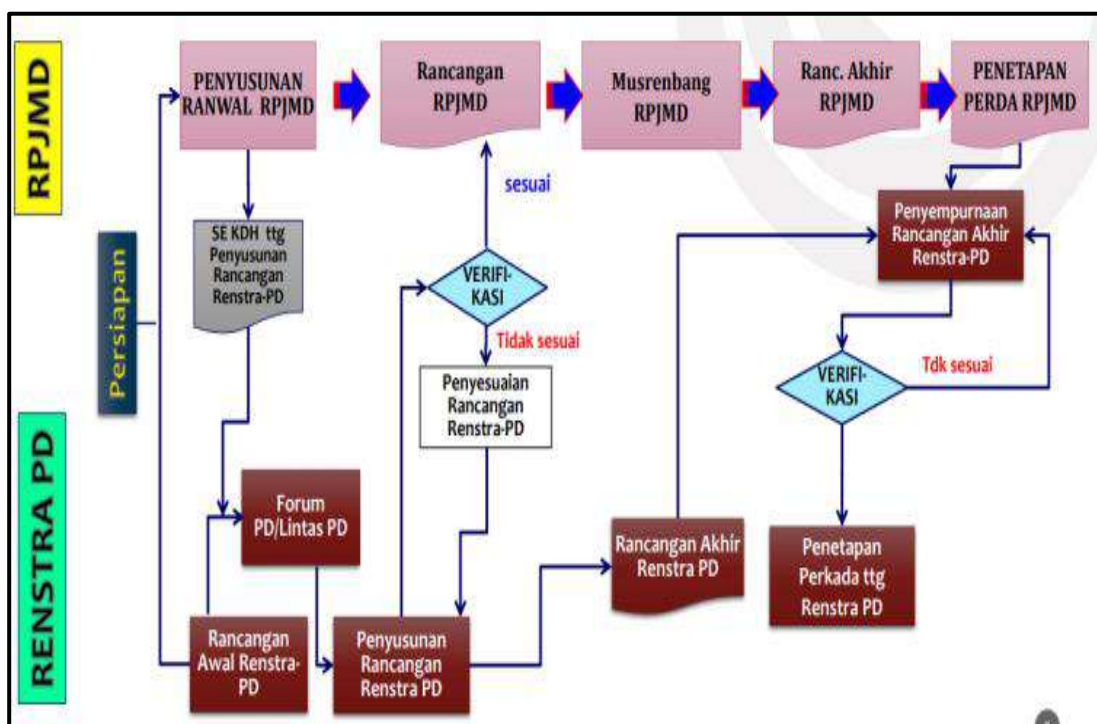 RPJMD
PENYUSUNAN
RANWAL RPJMD
Rancangan
RPJMD
Musrenbang
RPJMD
Ranc. Akhir
RPJMD
PENETAPAN
PERDA RPJMD
sesuai
SE KDH ttg
Penyusunan
Rancangan
Renstra-PD
Penyempurnaan
Rancangan Akhir
Renstra-PD
Persiapan
VERIFI-
KASI
Tidak sesuai
Penyesuaian
Rancangan
Renstra-PD
VERIFI-
KASI
Tdk sesuai
RENSTRA PD
Forum
PD/Lintas PD
Rancangan Akhir
Renstra PD
Penetapan
Perkada ttg
Renstra PD
Rancangan
Awal Renstra-
PD
Penyusunan
Rancangan
Renstra PD